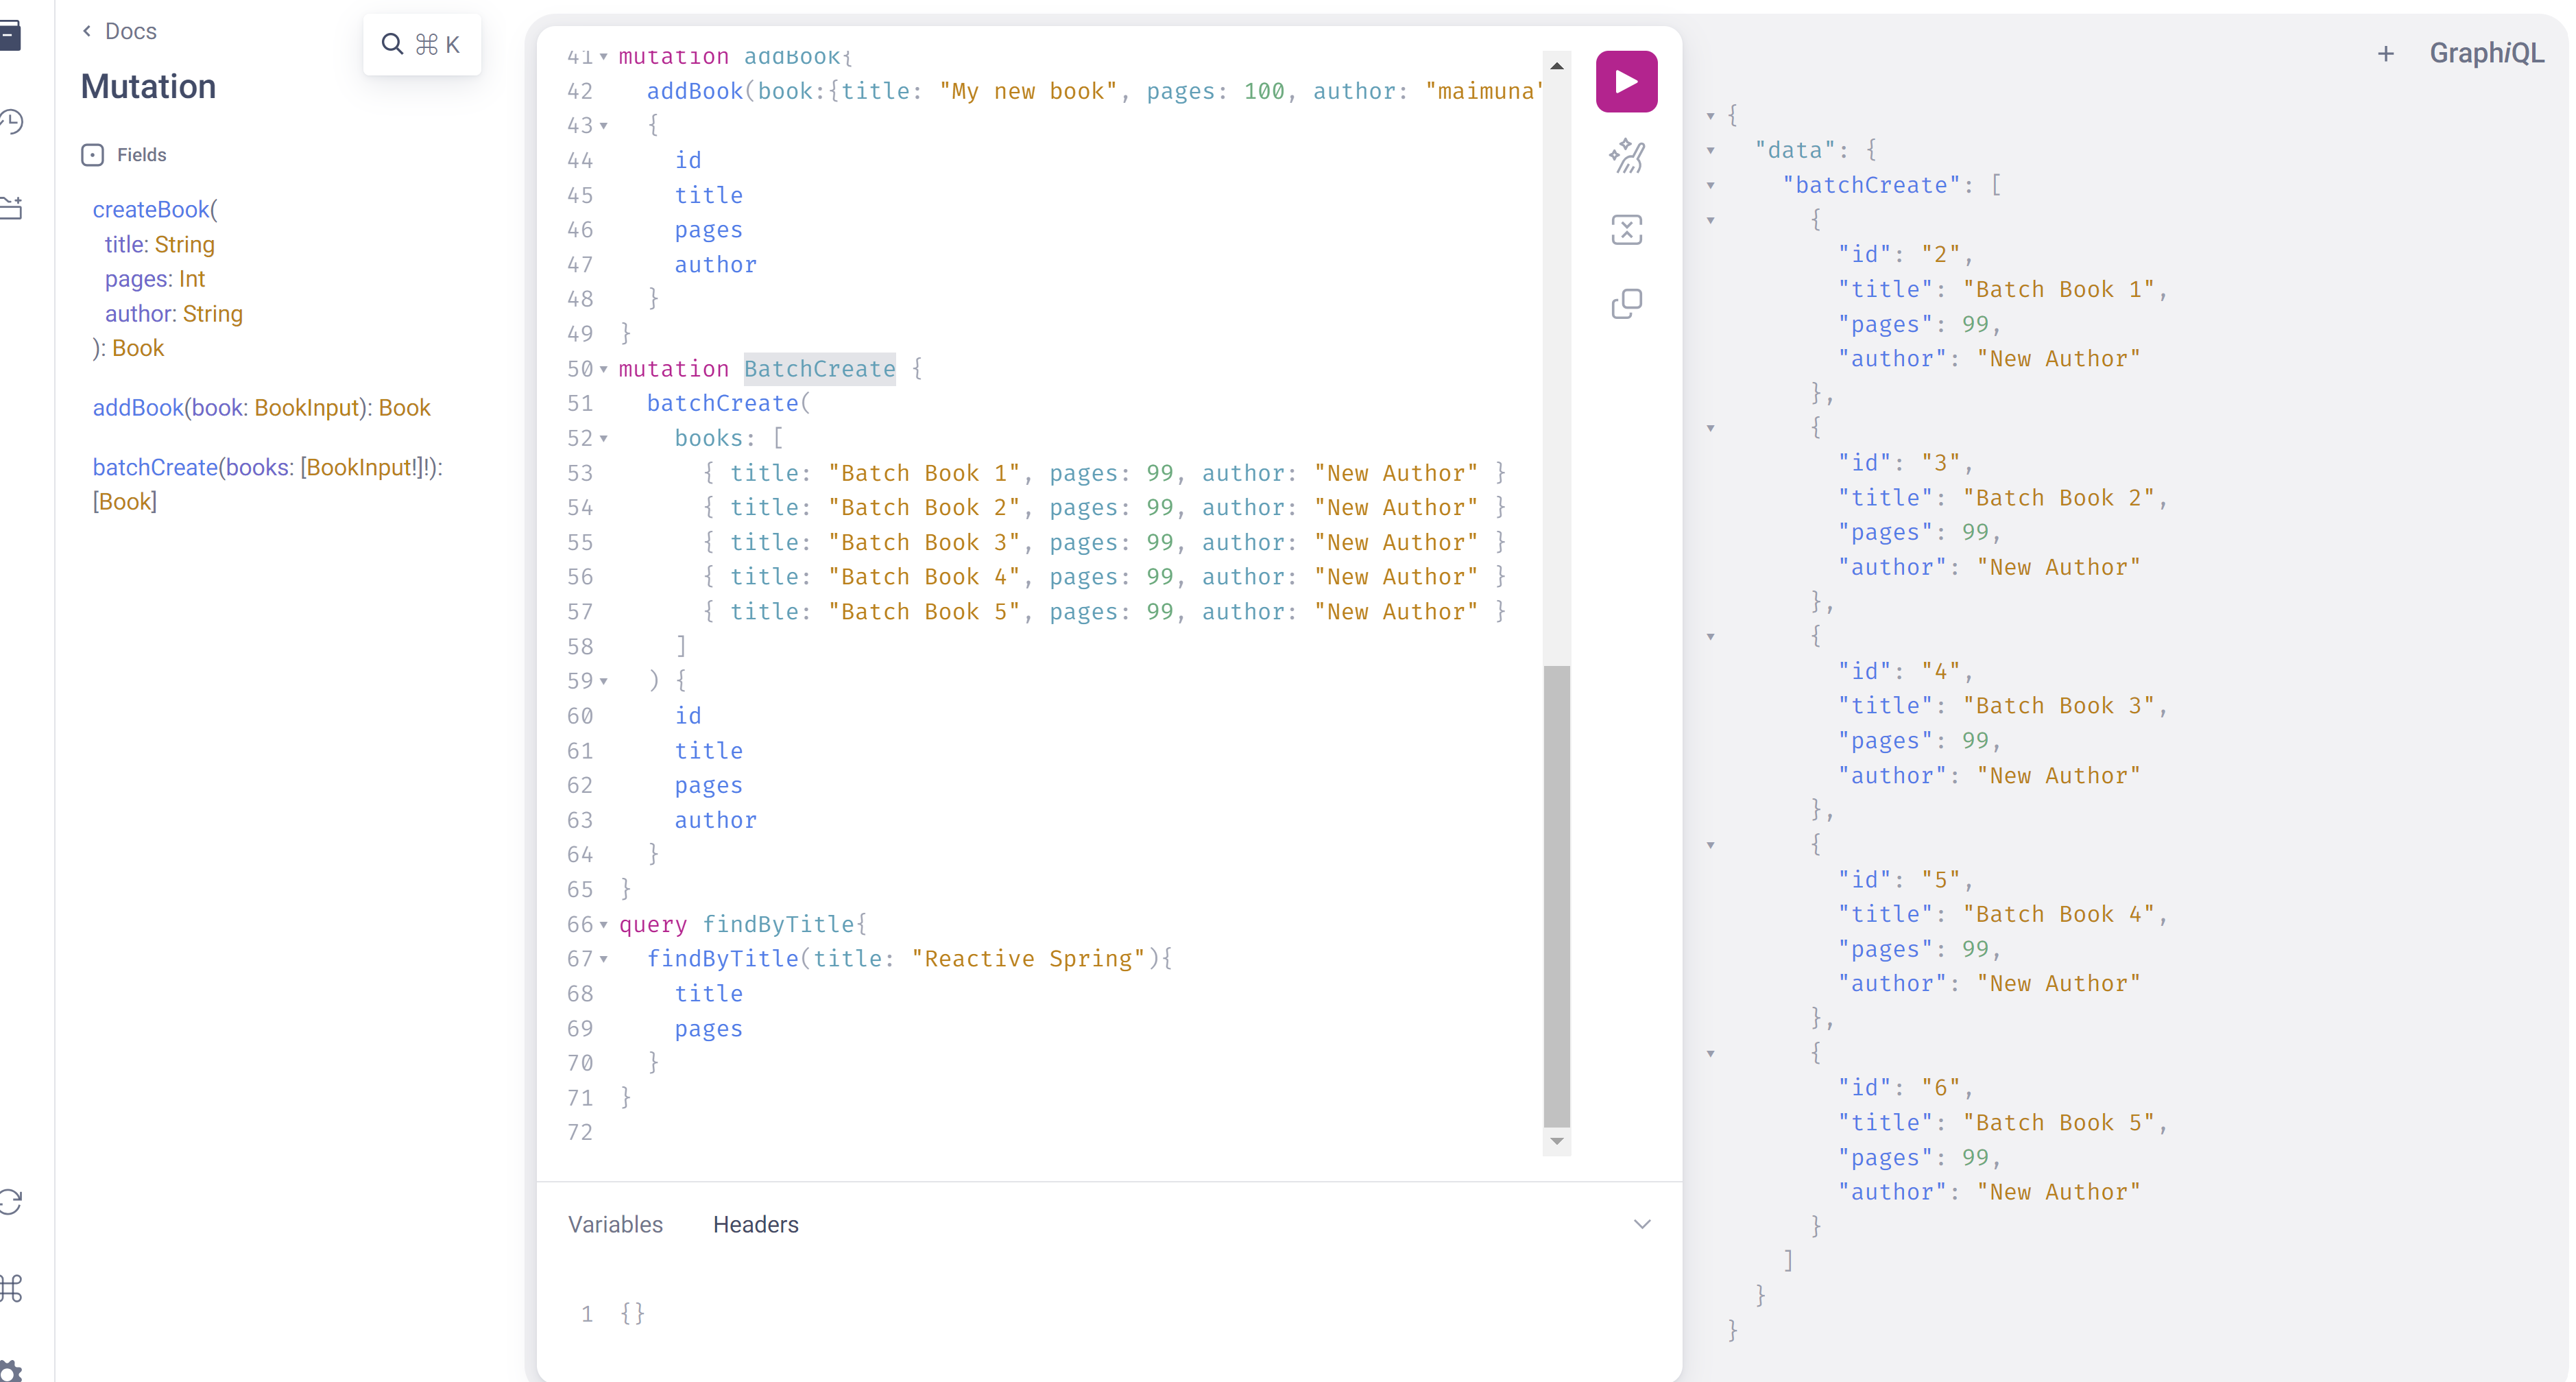 Docs
⌘ K
Mutation
Fields
createBook(
title: String
pages: Int
author: String
): Book
addBook(book: BookInput): Book
batchCreate(books: [BookInput!]!):
[Book]
41 mutation addBook{
42 addBook(book:{title: "My new book", pages: 100, author: "maimuna"
43 {
44 id
45 title
46 pages
47 author
48 }
49 }
50 mutation BatchCreate {
51 batchCreate(
52 books: [
53 { title: "Batch Book 1", pages: 99, author: "New Author" }
54 { title: "Batch Book 2", pages: 99, author: "New Author" }
55 { title: "Batch Book 3", pages: 99, author: "New Author" }
56 { title: "Batch Book 4", pages: 99, author: "New Author" }
57 { title: "Batch Book 5", pages: 99, author: "New Author" }
58 ]
59 ) {
60 id
61 title
62 pages
63 author
64 }
65 }
66 query findByTitle{
67 findByTitle(title: "Reactive Spring"){
68 title
69 pages
70 }
71 }
72
Variables Headers
1 {}
+ GraphiQL
{
"data": {
"batchCreate": [
{
"id": "2",
"title": "Batch Book 1",
"pages": 99,
"author": "New Author"
},
{
"id": "3",
"title": "Batch Book 2",
"pages": 99,
"author": "New Author"
},
{
"id": "4",
"title": "Batch Book 3",
"pages": 99,
"author": "New Author"
},
{
"id": "5",
"title": "Batch Book 4",
"pages": 99,
"author": "New Author"
},
{
"id": "6",
"title": "Batch Book 5",
"pages": 99,
"author": "New Author"
}
]
}
}